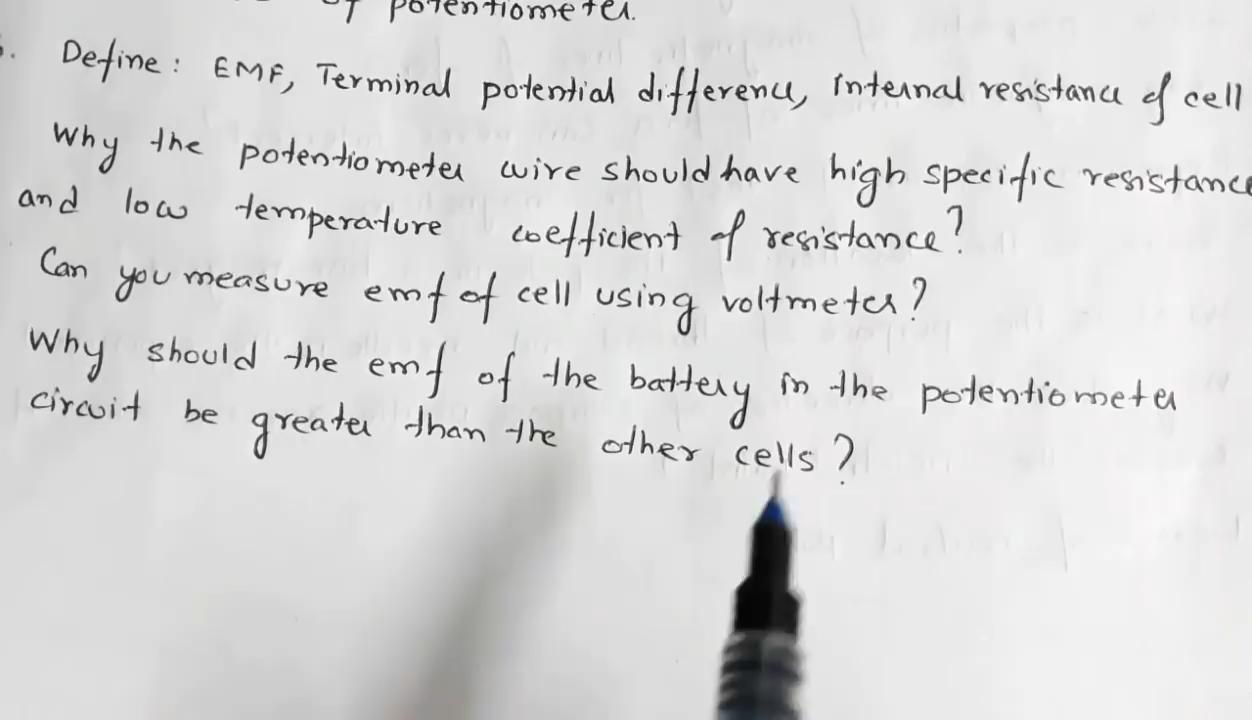 of potentiometer.
Define: EMF, Terminal potential difference, internal resistance of cell
Why the potentiometer wire should have high specific resistance
and low temperature coefficient of resistance?
Can you measure emf of cell using voltmeter?
Why should the emf of the battery in the potentiometer
circuit be greater than the other cells?